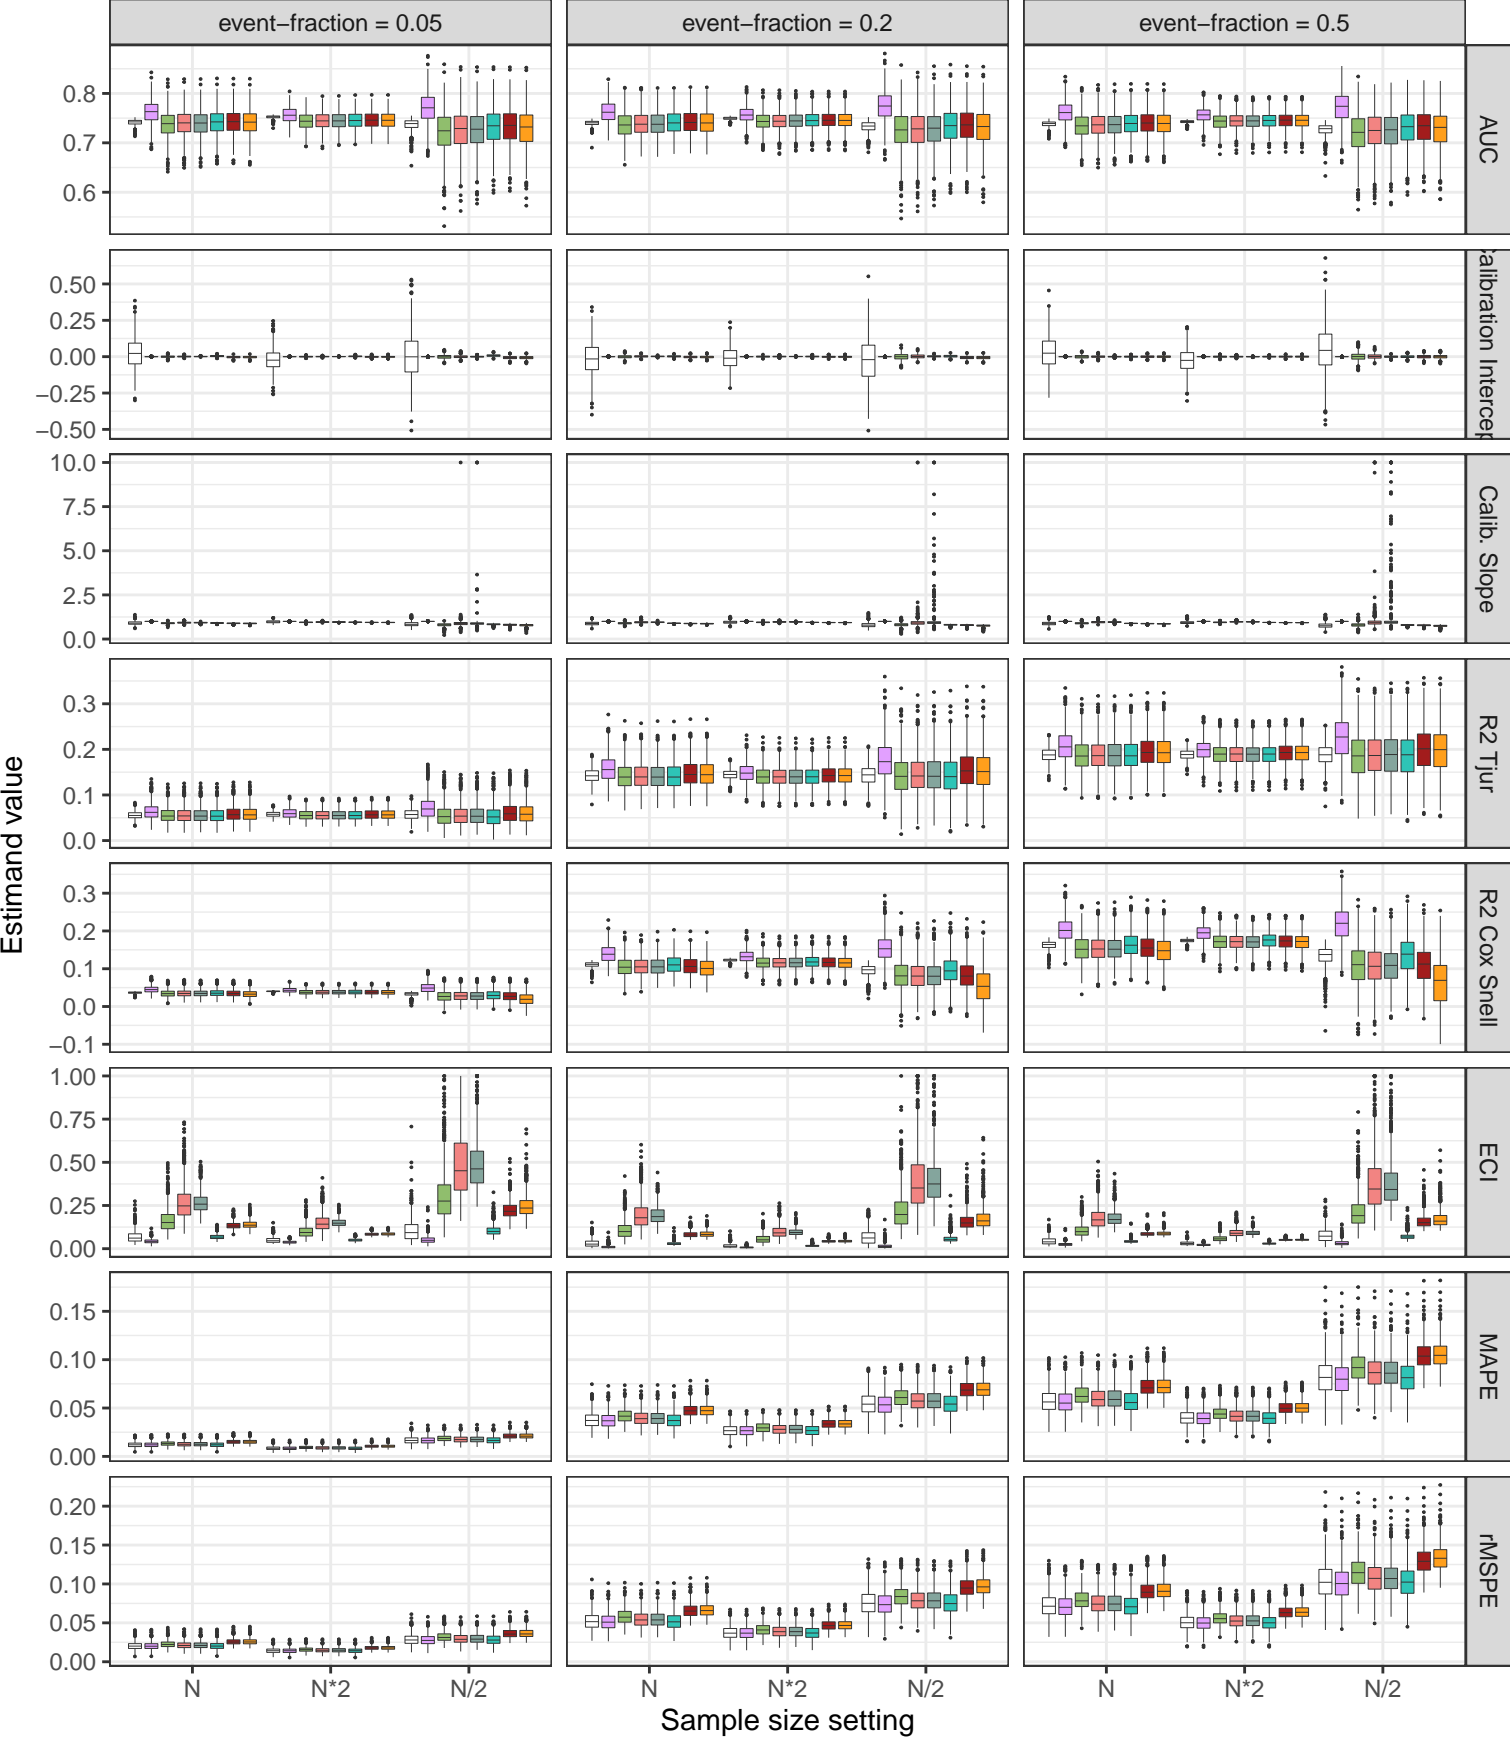 event−fraction = 0.05
event−fraction = 0.2
event−fraction = 0.5
0.8
0.7
0.6
AUC
0.50
0.25
0.00
−0.25
−0.50
alibration Intercep
10.0
7.5
5.0
2.5
0.0
Calib. Slope
0.3
0.2
0.1
0.0
R2 Tjur
0.3
0.2
0.1
0.0
−0.1
R2 Cox Snell
1.00
0.75
0.50
0.25
0.00
ECI
0.15
0.10
0.05
0.00
MAPE
0.20
0.15
0.10
0.05
0.00
rMSPE
Estimand value
N
N*2
N/2
N
N*2
N/2
N
N*2
N/2
Sample size setting